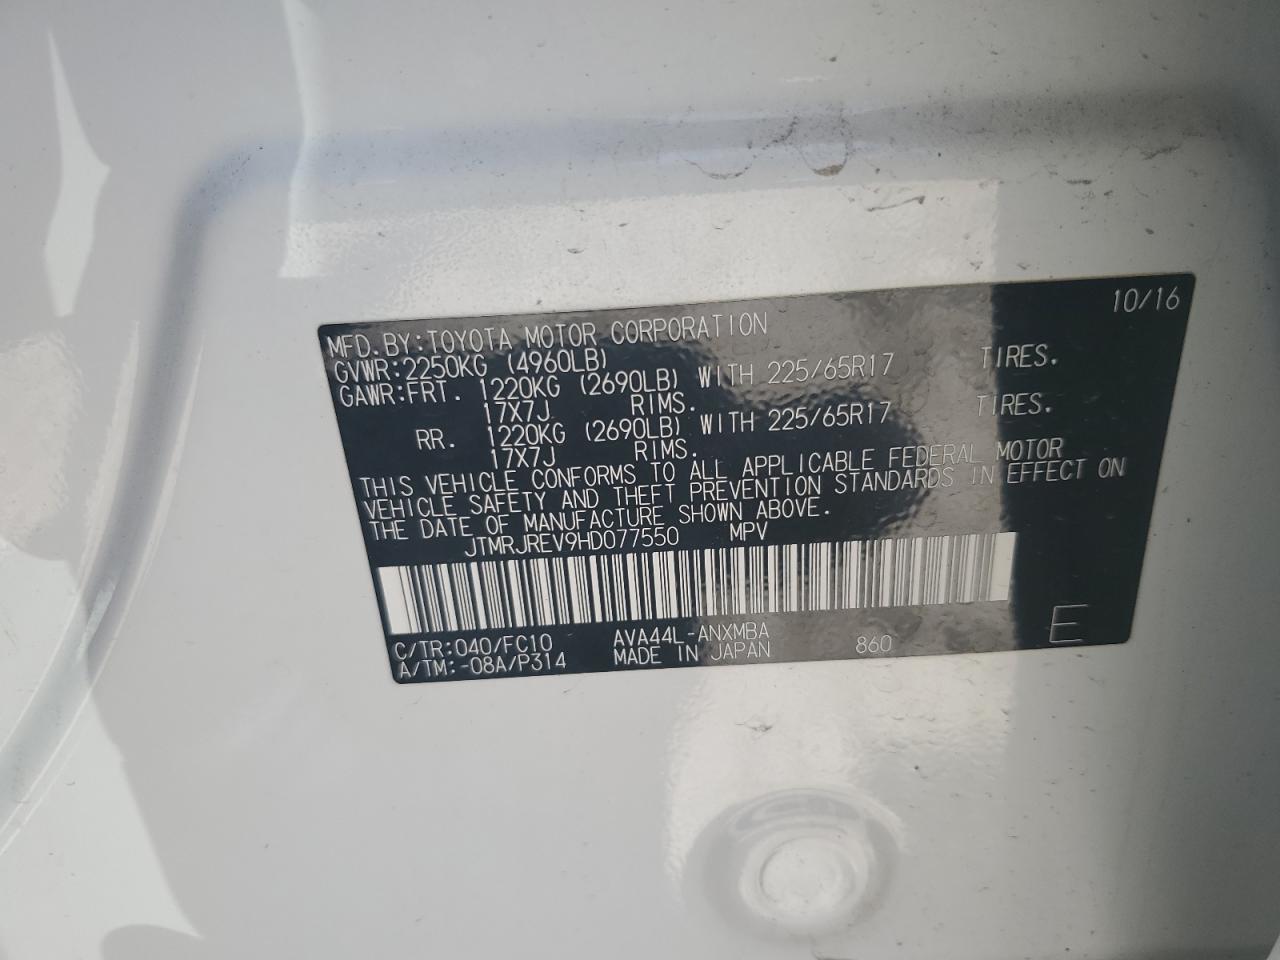 10/16
MFD.BY:TOYOTA MOTOR CORPORATION
GVWR:2250KG (4960LB)
GAWR:FRT. 1220KG (2690LB) WITH 225/65R17 TIRES.
17X7J RIMS.
RR. 1220KG (2690LB) WITH 225/65R17 TIRES.
17X7J RIMS.
THIS VEHICLE CONFORMS TO ALL APPLICABLE FEDERAL MOTOR
VEHICLE SAFETY AND THEFT PREVENTION STANDARDS IN EFFECT ON
THE DATE OF MANUFACTURE SHOWN ABOVE.
JTMRJREV9HD077550 MPV
C/TR:040/FC10 AVA44L-ANXMBA 860 E
A/TM:-08A/P314 MADE IN JAPAN